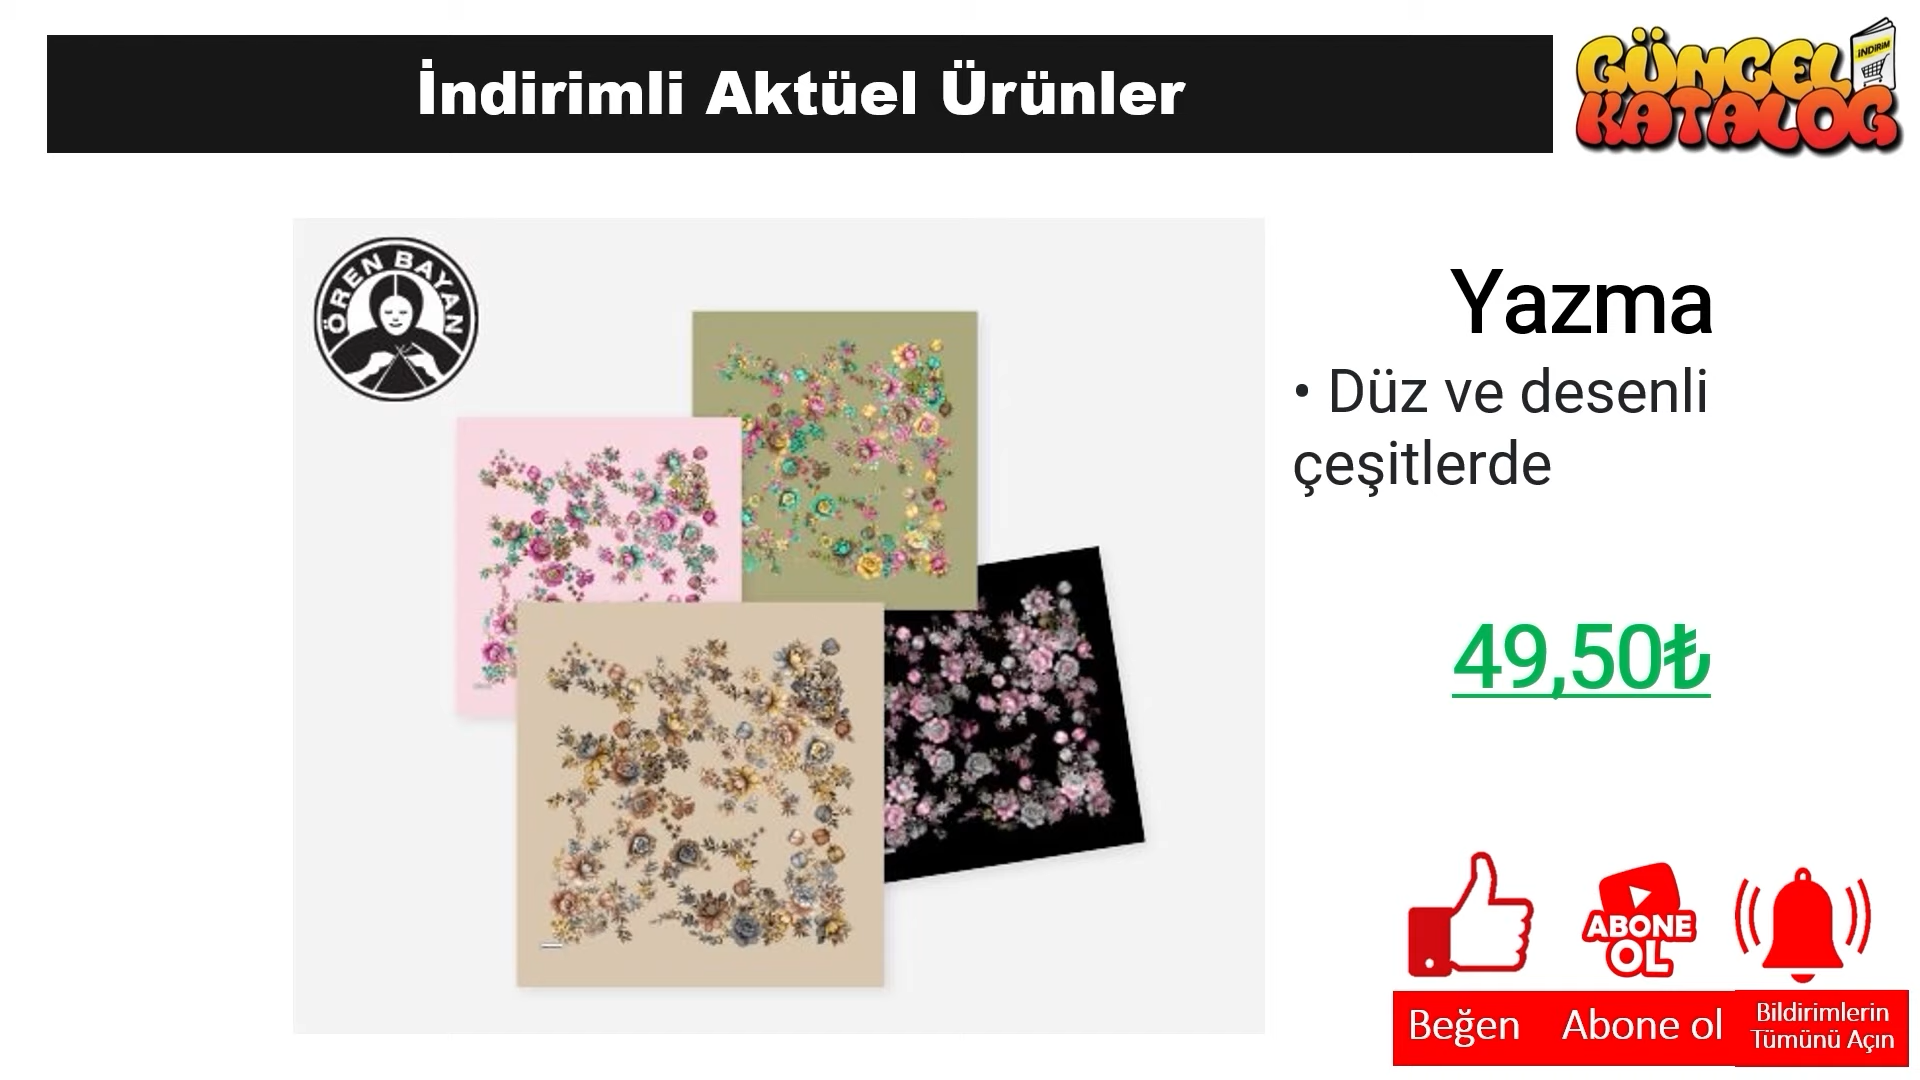 İndirimli Aktüel Ürünler
GÜNCEL
KATALOG
İNDİRİM
ÖREN BAYAN
Yazma
• Düz ve desenli
çeşitlerde
49,50₺
ABONE
OL
Beğen
Abone ol
Bildirimlerin
Tümünü Açın